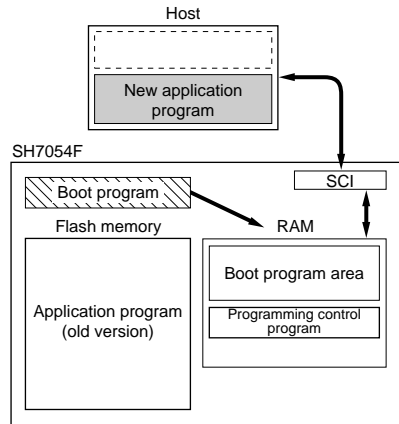 Host
New application
program
SH7054F
SCI
Boot program
Flash memory
RAM
Boot program area
Application program
(old version)
Programming control
program